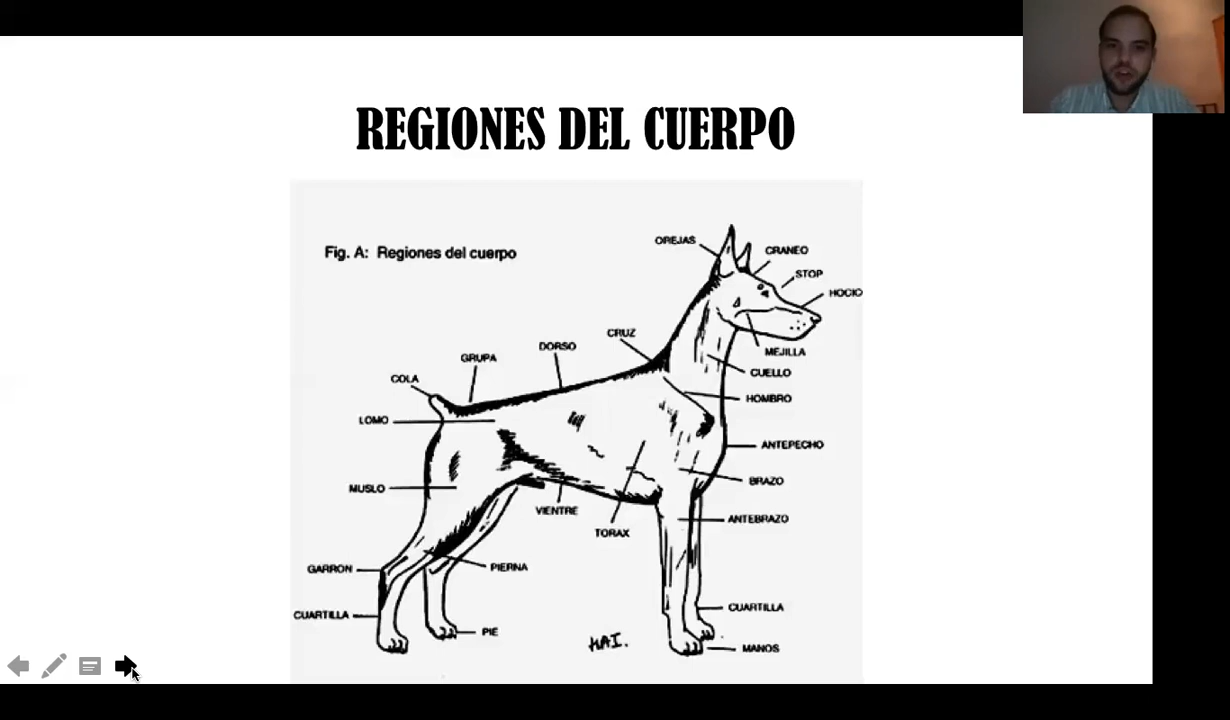 REGIONES DEL CUERPO
Fig. A: Regiones del cuerpo
OREJAS
CRANEO
STOP
HOCIO
CRUZ
DORSO
MEJILLA
GRUPA
CUELLO
COLA
HOMBRO
LOMO
ANTEPECHO
BRAZO
MUSLO
VIENTRE
ANTEBRAZO
TORAX
GARRON
PIERNA
CUARTILLA
CUARTILLA
PIE
KAI.
MANOS